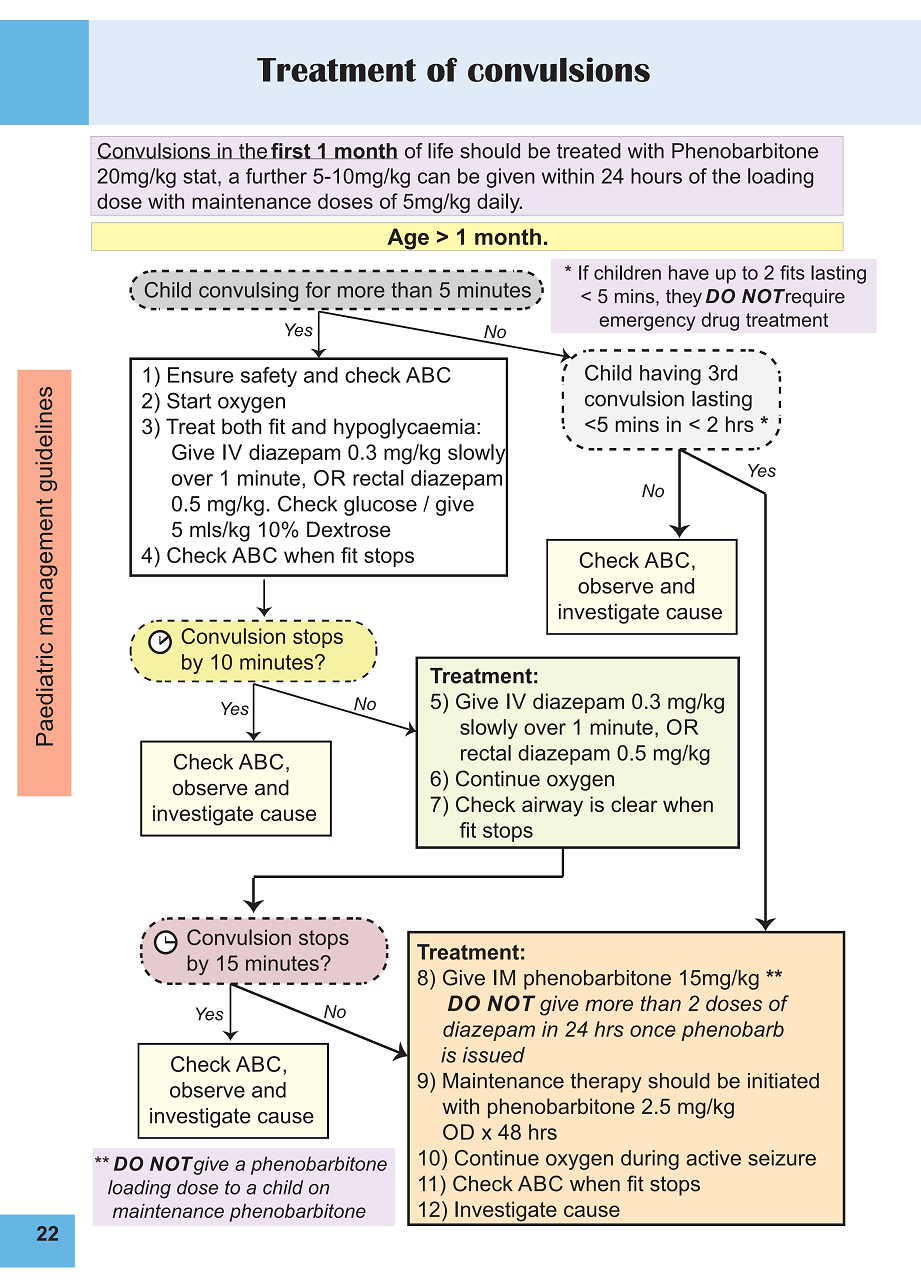 Treatment of convulsions
Convulsions in the first 1 month of life should be treated with Phenobarbitone
20mg/kg stat, a further 5-10mg/kg can be given within 24 hours of the loading
dose with maintenance doses of 5mg/kg daily.
Age > 1 month.
Child convulsing for more than 5 minutes
* If children have up to 2 fits lasting
< 5 mins, they DO NOT require
emergency drug treatment
Yes
No
1) Ensure safety and check ABC
2) Start oxygen
3) Treat both fit and hypoglycaemia:
Give IV diazepam 0.3 mg/kg slowly
over 1 minute, OR rectal diazepam
0.5 mg/kg. Check glucose / give
5 mls/kg 10% Dextrose
4) Check ABC when fit stops
Child having 3rd
convulsion lasting
<5 mins in < 2 hrs *
No
Yes
Check ABC,
observe and
investigate cause
Convulsion stops
by 10 minutes?
Yes
No
Check ABC,
observe and
investigate cause
Treatment:
5) Give IV diazepam 0.3 mg/kg
slowly over 1 minute, OR
rectal diazepam 0.5 mg/kg
6) Continue oxygen
7) Check airway is clear when
fit stops
Convulsion stops
by 15 minutes?
Yes
No
Check ABC,
observe and
investigate cause
Treatment:
8) Give IM phenobarbitone 15mg/kg **
DO NOT give more than 2 doses of
diazepam in 24 hrs once phenobarb
is issued
9) Maintenance therapy should be initiated
with phenobarbitone 2.5 mg/kg
OD x 48 hrs
10) Continue oxygen during active seizure
11) Check ABC when fit stops
12) Investigate cause
** DO NOT give a phenobarbitone
loading dose to a child on
maintenance phenobarbitone
Paediatric management guidelines
22